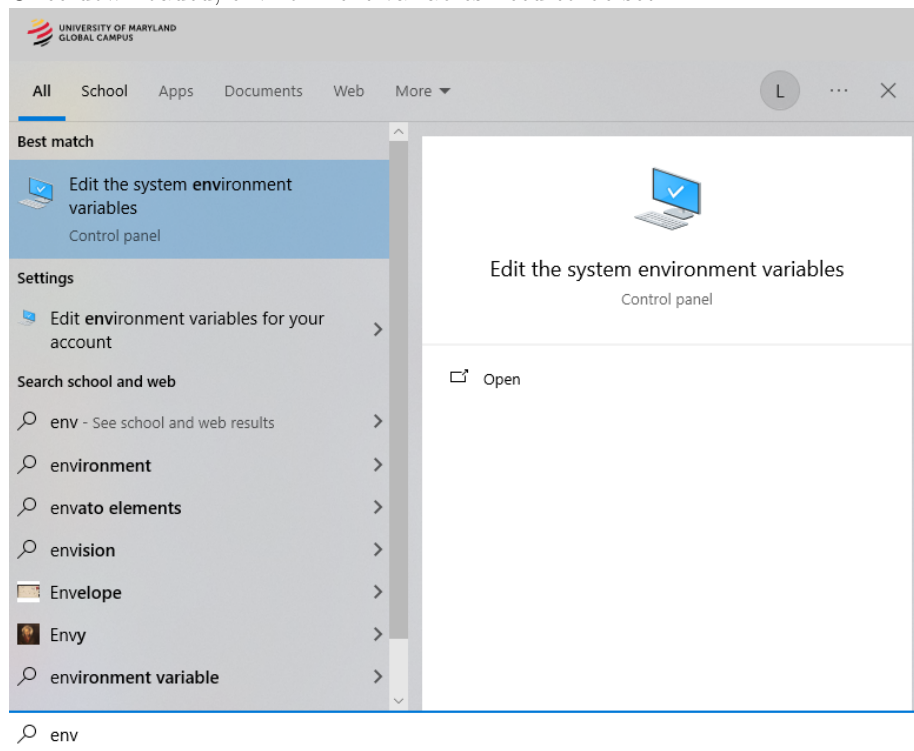 UNIVERSITY OF MARYLAND
GLOBAL CAMPUS
All School Apps Documents Web More L ... 
Best match
Edit the system environment
variables
Control panel
Settings
Edit environment variables for your
account
Search school and web
env - See school and web results
environment
envato elements
envision
Envelope
Envy
environment variable
Edit the system environment variables
Control panel
Open
env